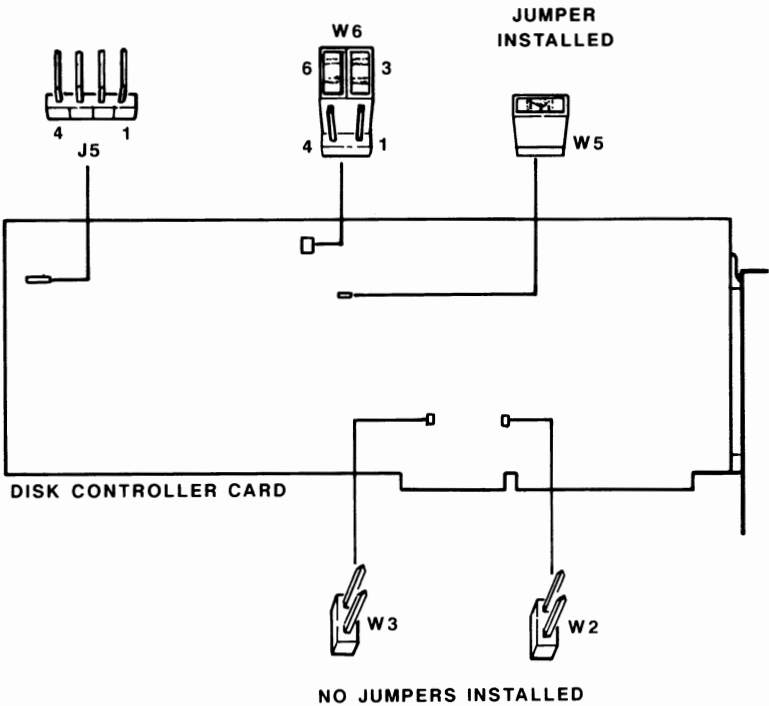 JUMPER
INSTALLED
W6
6 3
4 1
J5
4 1
W5
DISK CONTROLLER CARD
W3
W2
NO JUMPERS INSTALLED